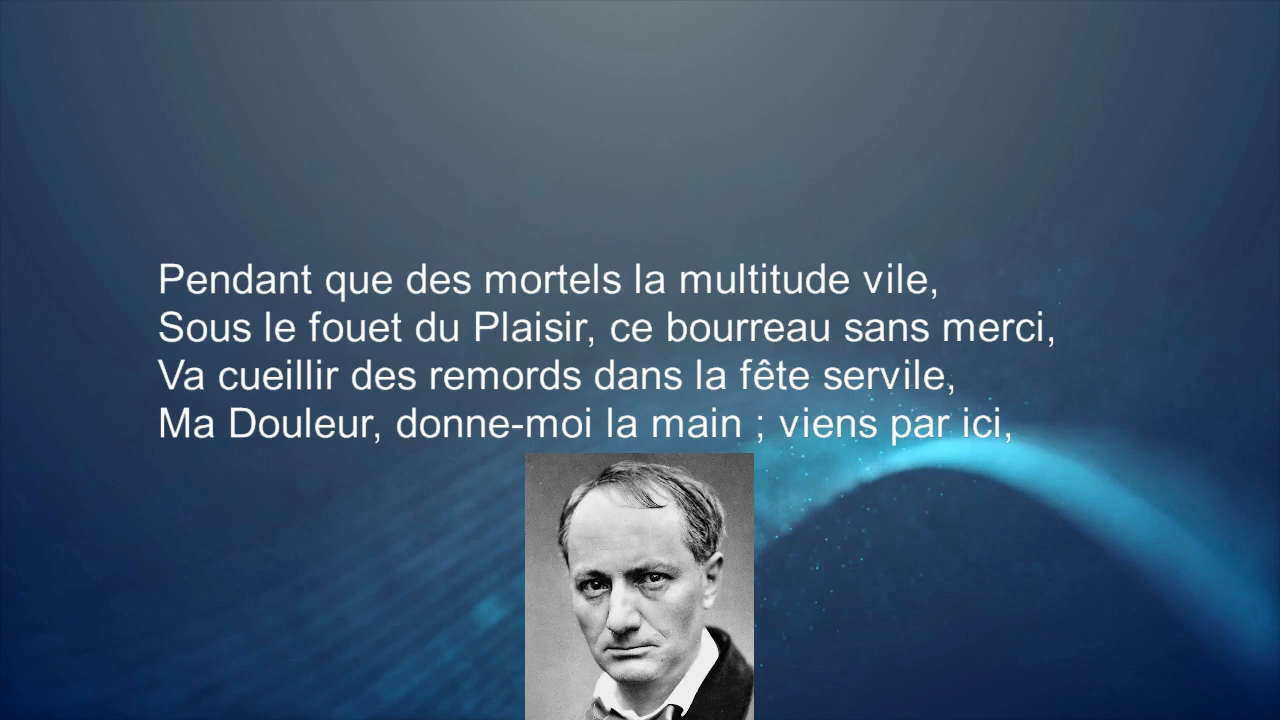 Pendant que des mortels la multitude vile,
Sous le fouet du Plaisir, ce bourreau sans merci,
Va cueillir des remords dans la fête servile,
Ma Douleur, donne-moi la main ; viens par ici,